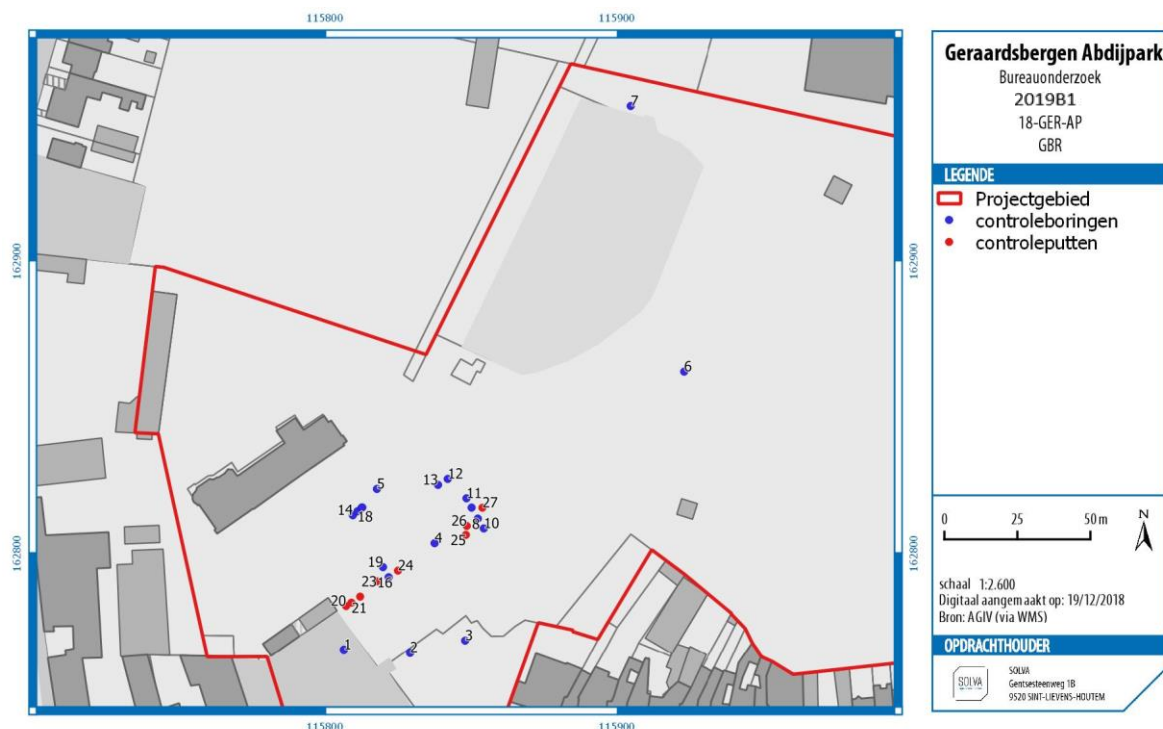 115800
115900
162900
162800
162900
162800
115800
115900
7
6
5
12
13
11
27
14
18
26
8
10
25
4
19
24
23
16
20
21
1
2
3
Geraardsbergen Abdijpark
Bureauonderzoek
2019B1
18-GER-AP
GBR
LEGENDE
Projectgebied
controleboringen
controleputten
0 25 50 m
N
schaal 1:2.600
Digitaal aangemaakt op: 19/12/2018
Bron: AGIV (via WMS)
OPDRACHTHOUDER
SOLVA
SOLVA
Gentsesteenweg 1B
9520 SINT-LIEVENS-HOUTEM